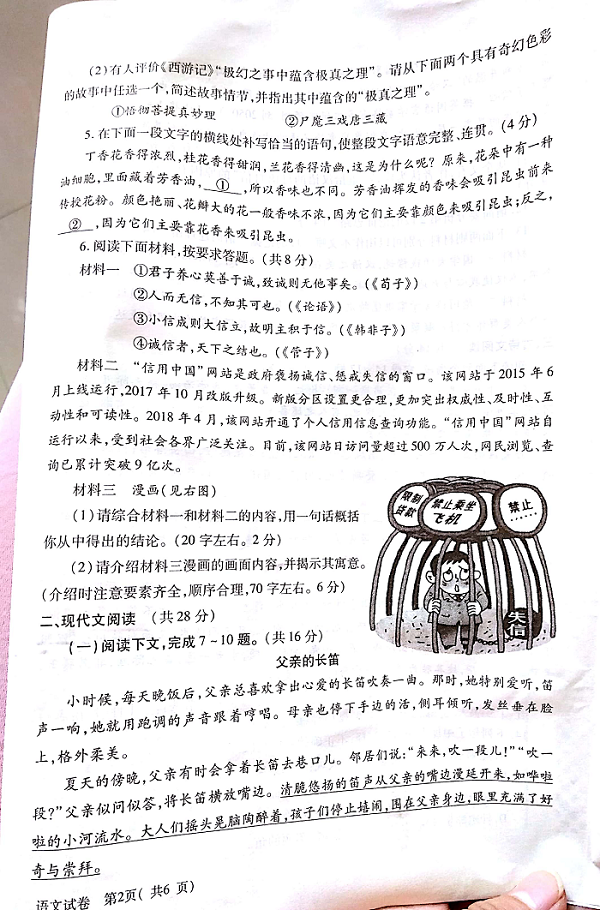 (2)有人评价《西游记》“极幻之事中蕴含极真之理”。请从下面两个具有奇幻色彩
的故事中任选一个,简述故事情节,并指出其中蕴含的“极真之理”。
①悟彻菩提真妙理 ②尸魔三戏唐三藏
5.在下面一段文字的横线处补写恰当的语句,使整段文字语意完整、连贯。(4分)
丁香花香得浓烈,桂花香得甜润,兰花香得清幽,这是为什么呢?原来,花朵中有一种
油细胞,里面藏着芳香油,①,所以香味也不同。芳香油挥发的香味会吸引昆虫前来
传授花粉。颜色艳丽、花瓣大的花一般香味不浓,因为它们主要靠颜色来吸引昆虫;反之,
②,因为它们主要靠花香来吸引昆虫。
6.阅读下面材料,按要求答题。(共8分)
材料一 ①君子养心莫善于诚,致诚则无他事矣。(《荀子》)
②人而无信,不知其可也。(《论语》)
③小信成则大信立,故明主积于信。(《韩非子》)
④诚信者,天下之结也。(《管子》)
材料二 “信用中国”网站是政府褒扬诚信、惩戒失信的窗口。该网站于2015年6
月上线运行,2017年10月改版升级。新版分区设置更合理,更加突出权威性、及时性、互
动性和可读性。2018年4月,该网站开通了个人信用信息查询功能。“信用中国”网站自
运行以来,受到社会各界广泛关注。目前,该网站日访问量超过500万人次,网民浏览、查
询已累计突破9亿次。
材料三 漫画(见右图)
限制
贷款
禁止乘坐
飞机
禁止
……
失信
(1)请综合材料一和材料二的内容,用一句话概括
你从中得出的结论。(20字左右。2分)
(2)请介绍材料三漫画的画面内容,并揭示其寓意。
(介绍时注意要素齐全,顺序合理,70字左右。6分)
二、现代文阅读 (共28分)
(一)阅读下文,完成7~10题。(共16分)
父亲的长笛
小时候,每天晚饭后,父亲总喜欢拿出心爱的长笛吹奏一曲。那时,她特别爱听,笛
声一响,她就用跑调的声音跟着哼唱。母亲也停下手边的活,侧耳倾听,发丝垂在脸
上,格外柔美。
夏天的傍晚,父亲有时会拿着长笛去巷口儿。邻居们说:“来来,吹一段儿!”“吹一
段?”父亲似问似答,将长笛横放嘴边。清脆悠扬的笛声从父亲的嘴边漫延开来,如哗啦
啦的小河流水。大人们摇头晃脑陶醉着,孩子们停止嬉闹,围在父亲身边,眼里充满了好
奇与崇拜。
语文试卷 第2页(共6页)